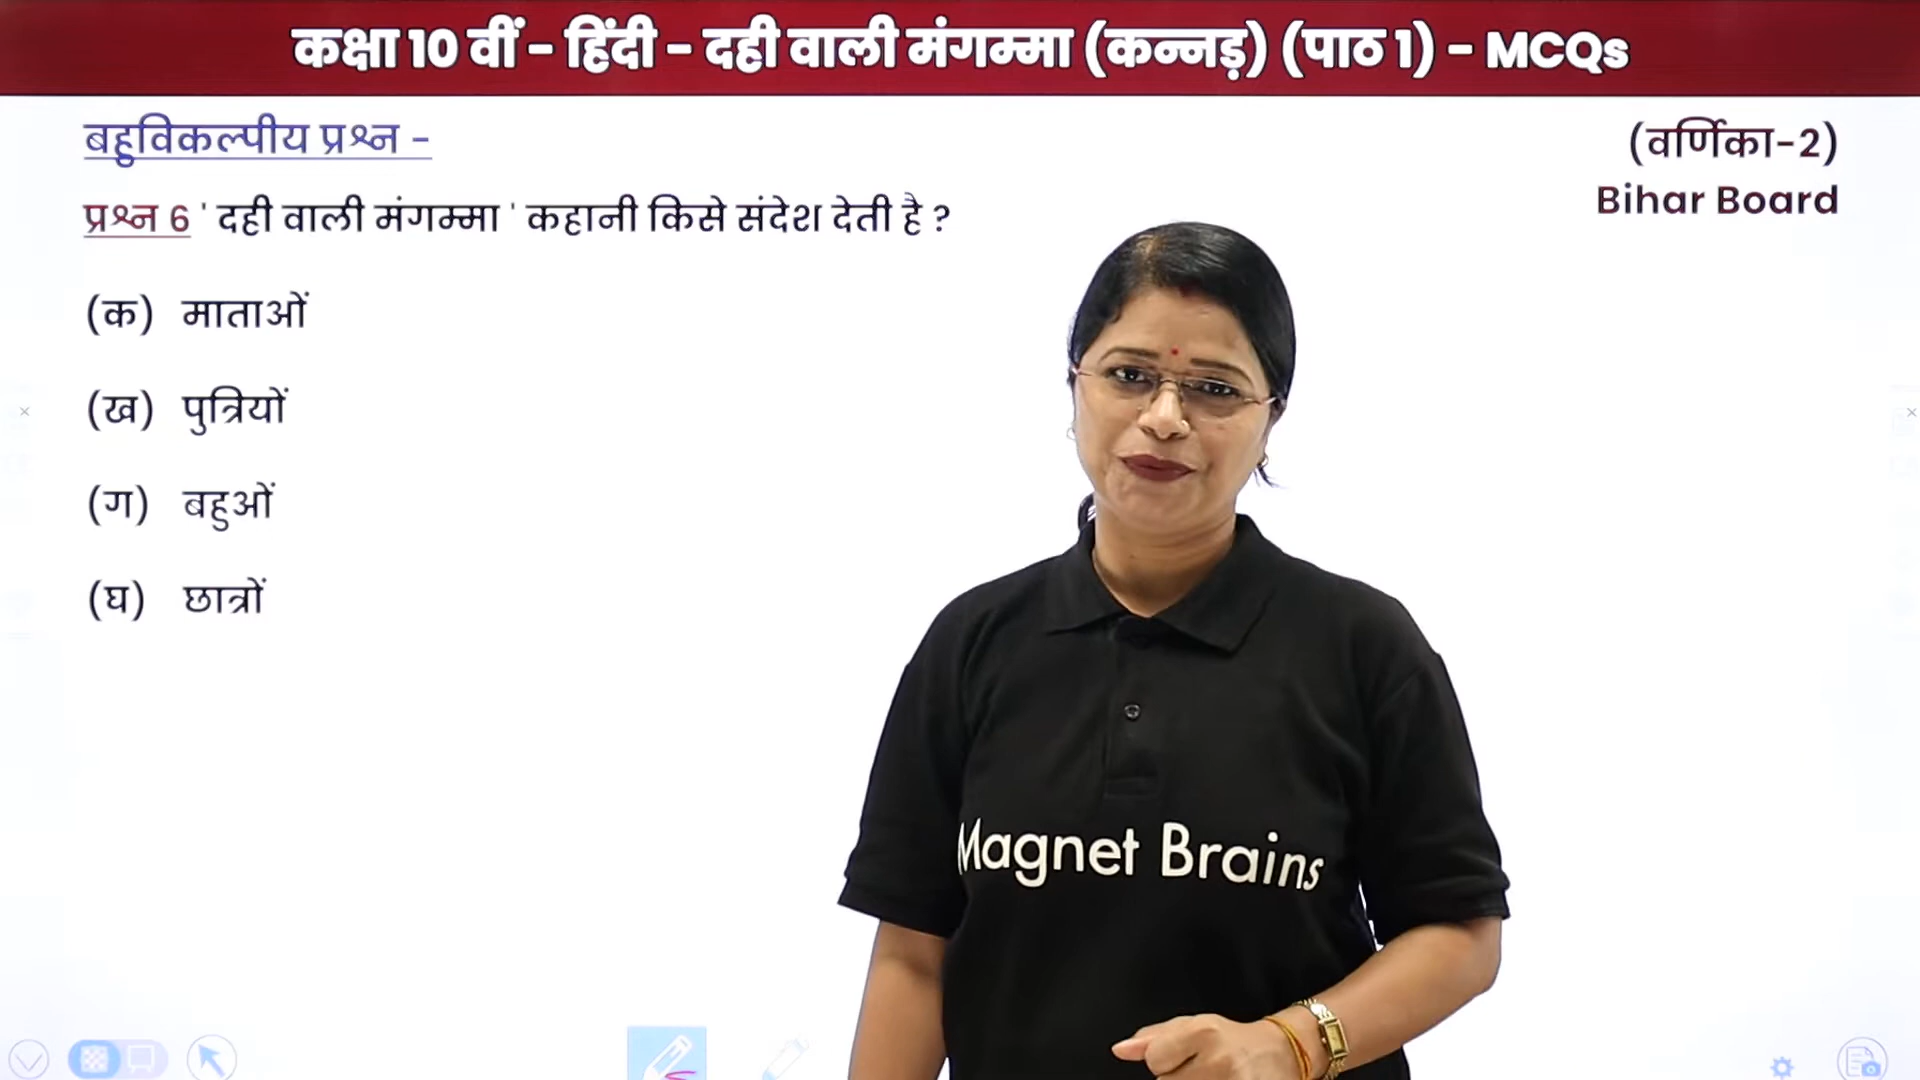 कक्षा 10 वीं - हिंदी - दही वाली मंगम्मा (कन्नड़) (पाठ 1) - MCQs
बहुविकल्पीय प्रश्न -
(वर्णिका-2)
Bihar Board
प्रश्न 6 ' दही वाली मंगम्मा ' कहानी किसे संदेश देती है ?
(क) माताओं
(ख) पुत्रियों
(ग) बहुओं
(घ) छात्रों
Magnet Brains